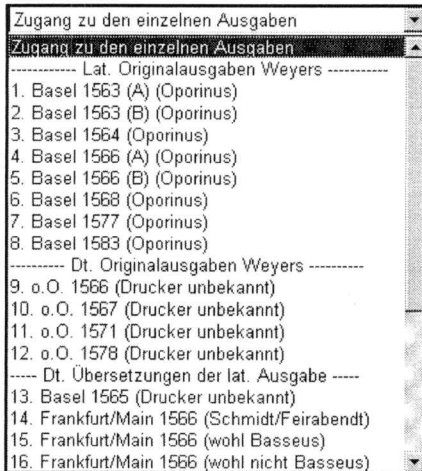 Zugang zu den einzelnen Ausgaben
Zugang zu den einzelnen Ausgaben
----------- Lat. Originalausgaben Weyers ----------
1. Basel 1563 (A) (Oporinus)
2. Basel 1563 (B) (Oporinus)
3. Basel 1564 (Oporinus)
4. Basel 1566 (A) (Oporinus)
5. Basel 1566 (B) (Oporinus)
6. Basel 1568 (Oporinus)
7. Basel 1577 (Oporinus)
8. Basel 1583 (Oporinus)
---------- Dt. Originalausgaben Weyers ----------
9. o.O. 1566 (Drucker unbekannt)
10. o.O. 1567 (Drucker unbekannt)
11. o.O. 1571 (Drucker unbekannt)
12. o.O. 1578 (Drucker unbekannt)
----- Dt. Übersetzungen der lat. Ausgabe -----
13. Basel 1565 (Drucker unbekannt)
14. Frankfurt/Main 1566 (Schmidt/Feirabendt)
15. Frankfurt/Main 1566 (wohl Basseus)
16. Frankfurt/Main 1566 (wohl nicht Basseus)